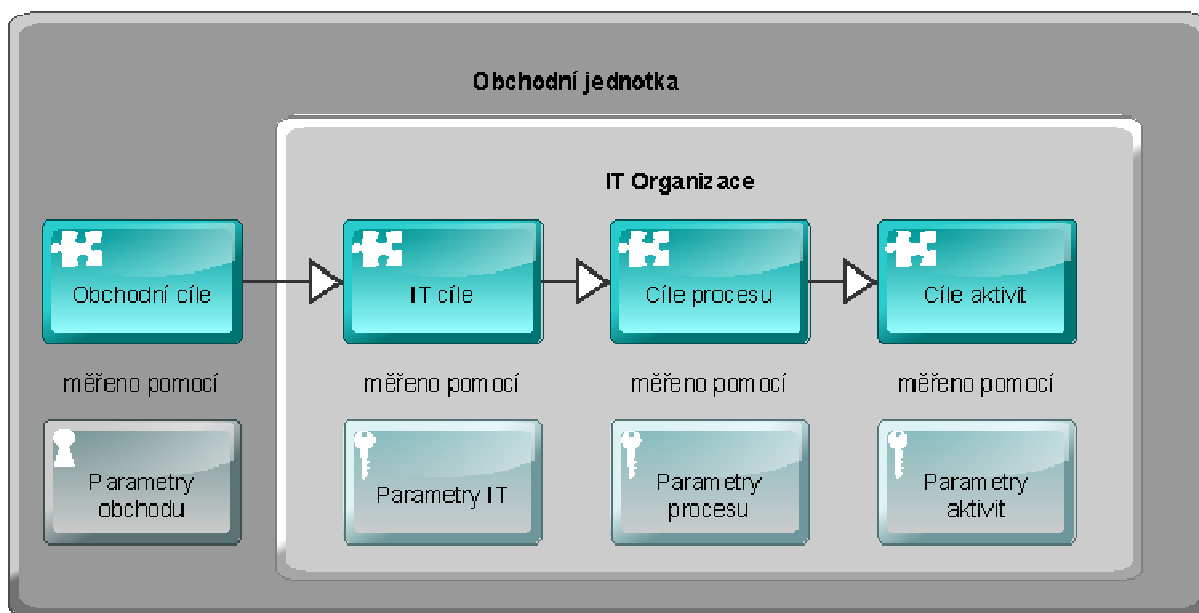 Obchodní jednotka
IT Organizace
Obchodní cíle
IT cíle
Cíle procesu
Cíle aktivit
měřeno pomocí
měřeno pomocí
měřeno pomocí
měřeno pomocí
Parametry
obchodu
Parametry IT
Parametry
procesu
Parametry
aktivit